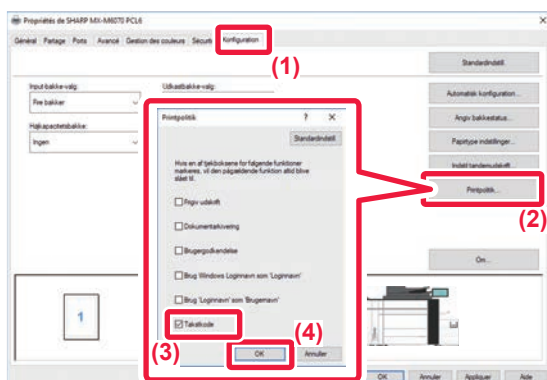 Propriétés de SHARP MX-M6070 PCL6
Général Partage Ports Avancé Gestion des couleurs Sécurité Konfiguration
(1)
Standardindstil.
Input-bakke-valg:
Udkastbakke-valg:
Fire bakker
Højkapacitetsbakke:
Ingen
Automatisk konfiguration...
Angiv bakkestatus...
Papirtype indstillinger...
Indstil tandemudskrift...
Printpolitik...
(2)
Om...
Printpolitik ? ×
Standardindstil.
Hvis en af tjekboksene for følgende funktioner
markeres, vil den pågældende funktion altid blive
slået til.
Frigiv udskrift
Dokumentarkivering
Brugergodkendelse
Brug Windows Loginnavn som 'Loginnavn'
Brug 'Loginnavn' som 'Brugernavn'
Takstkode
(3)
(4)
OK Annuller
1
OK Annuler Appliquer Aide